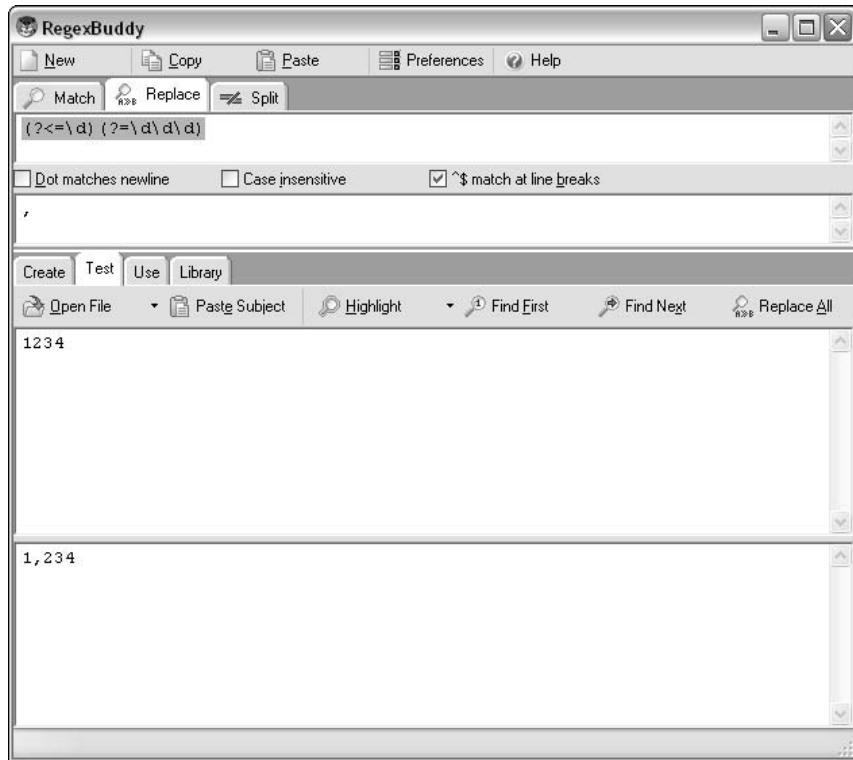 RegexBuddy
New Copy Paste Preferences Help
Match Replace Split
(?<=\d)(?=\d\d\d)
Dot matches newline Case insensitive ^$ match at line breaks
,
Create Test Use Library
Open File Paste Subject Highlight Find First Find Next Replace All
1234
1,234